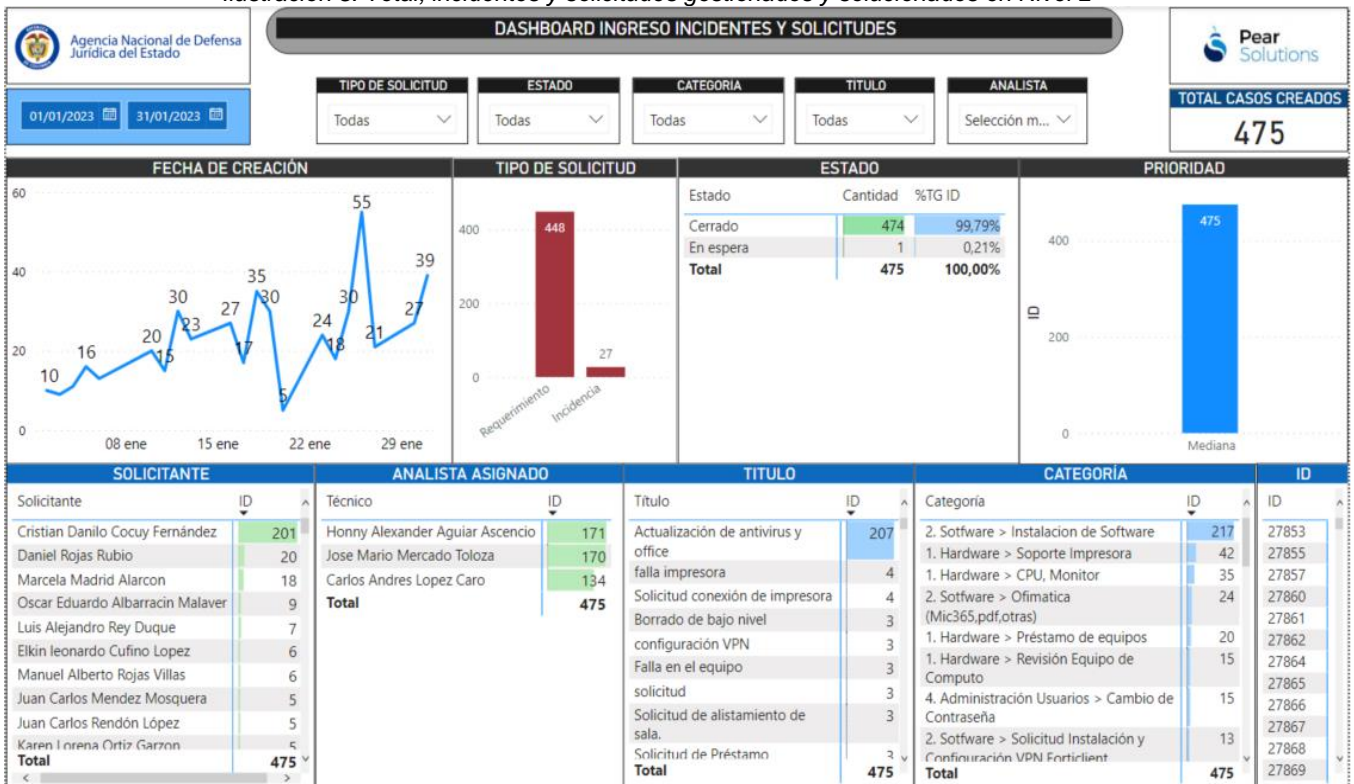 DASHBOARD INGRESO INCIDENTES Y SOLICITUDES
Agencia Nacional de Defensa
Jurídica del Estado
Pear
Solutions
01/01/2023 31/01/2023
TIPO DE SOLICITUD
Todas
ESTADO
Todas
CATEGORIA
Todas
TITULO
Todas
ANALISTA
Selección m...
TOTAL CASOS CREADOS
475
FECHA DE CREACIÓN
60
40
20
0
10
16
20
15
30
23
27
17
35
30
5
24
18
30
55
21
27
39
08 ene 15 ene 22 ene 29 ene
TIPO DE SOLICITUD
400
200
0
448
27
Requerimiento
Incidencia
ESTADO
Estado Cantidad %TG ID
Cerrado 474 99,79%
En espera 1 0,21%
Total 475 100,00%
PRIORIDAD
ID
400
200
0
475
Mediana
SOLICITANTE
Solicitante ID
Cristian Danilo Cocuy Fernández 201
Daniel Rojas Rubio 20
Marcela Madrid Alarcon 18
Oscar Eduardo Albarracin Malaver 9
Luis Alejandro Rey Duque 7
Elkin leonardo Cufino Lopez 6
Manuel Alberto Rojas Villas 6
Juan Carlos Mendez Mosquera 5
Juan Carlos Rendón López 5
Karen Lorena Ortiz Garzon 5
Total 475
ANALISTA ASIGNADO
Técnico ID
Honny Alexander Aguiar Ascencio 171
Jose Mario Mercado Toloza 170
Carlos Andres Lopez Caro 134
Total 475
TITULO
Título ID
Actualización de antivirus y 207
office
falla impresora 4
Solicitud conexión de impresora 4
Borrado de bajo nivel 3
configuración VPN 3
Falla en el equipo 3
solicitud 3
Solicitud de alistamiento de 3
sala.
Solicitud de Préstamo 3
Total 475
CATEGORÍA
Categoría ID
2. Sotfware > Instalacion de Software 217
1. Hardware > Soporte Impresora 42
1. Hardware > CPU, Monitor 35
2. Sotfware > Ofimatica 24
(Mic365,pdf,otras)
1. Hardware > Préstamo de equipos 20
1. Hardware > Revisión Equipo de 15
Computo
4. Administración Usuarios > Cambio de 15
Contraseña
2. Sotfware > Solicitud Instalación y 13
Configuración VPN Forticlient
Total 475
ID
ID
27853
27855
27857
27860
27861
27862
27864
27865
27866
27867
27868
27869